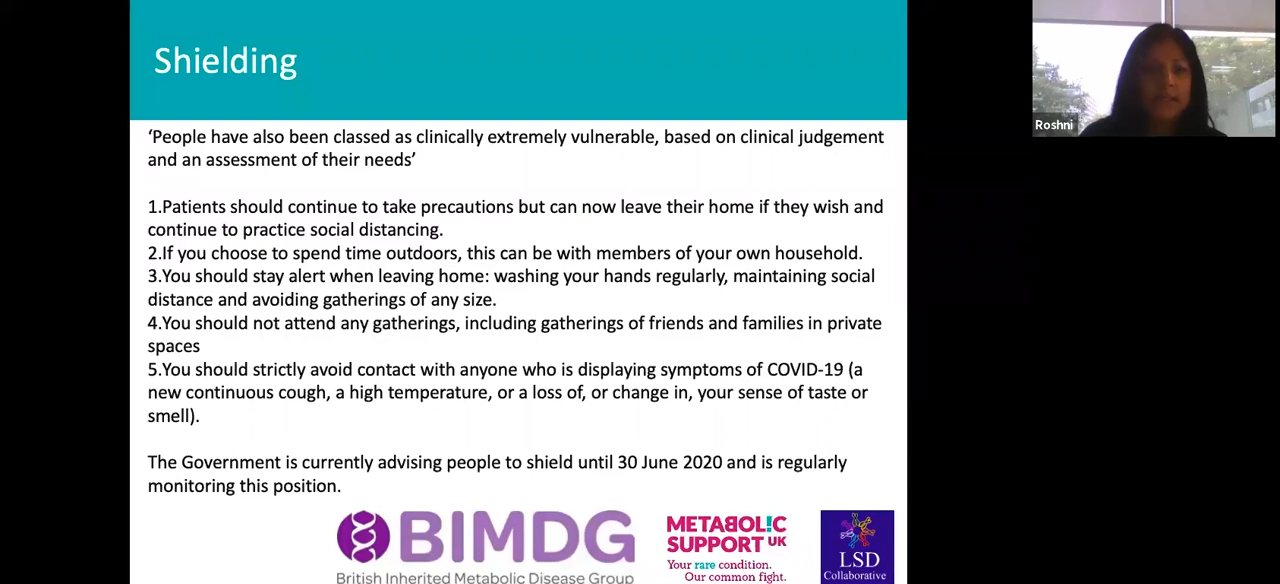 Shielding
Roshni
‘People have also been classed as clinically extremely vulnerable, based on clinical judgement
and an assessment of their needs’
1.Patients should continue to take precautions but can now leave their home if they wish and
continue to practice social distancing.
2.If you choose to spend time outdoors, this can be with members of your own household.
3.You should stay alert when leaving home: washing your hands regularly, maintaining social
distance and avoiding gatherings of any size.
4.You should not attend any gatherings, including gatherings of friends and families in private
spaces
5.You should strictly avoid contact with anyone who is displaying symptoms of COVID-19 (a
new continuous cough, a high temperature, or a loss of, or change in, your sense of taste or
smell).
The Government is currently advising people to shield until 30 June 2020 and is regularly
monitoring this position.
BIMDG
British Inherited Metabolic Disease Group
METABOL!C
SUPPORT UK
Your rare condition.
Our common fight.
LSD
Collaborative